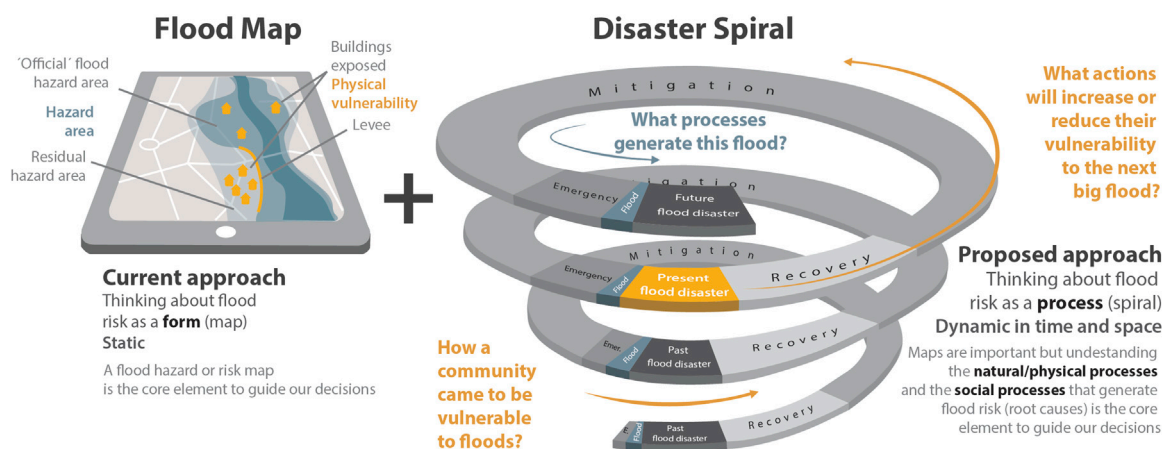 Flood Map
'Official' flood
hazard area
Hazard
area
Residual
hazard area
Buildings
exposed
Physical
vulnerability
Levee
Current approach
Thinking about flood
risk as a form (map)
Static
A flood hazard or risk map
is the core element to guide our decisions
+
Disaster Spiral
Mitigation
What processes
generate this flood?
igation
Emergency
Flood
Future
flood disaster
Mitigation
Emergency
Flood
Present
flood disaster
Recovery
Emer.
Flood
Past
flood disaster
Recovery
E
Flood
Past
flood disaster
Recovery
How a
community
came to be
vulnerable
to floods?
What actions
will increase or
reduce their
vulnerability
to the next
big flood?
Proposed approach
Thinking about flood
risk as a process (spiral)
Dynamic in time and space
Maps are important but undestanding
the natural/physical processes
and the social processes that generate
flood risk (root causes) is the core
element to guide our decisions